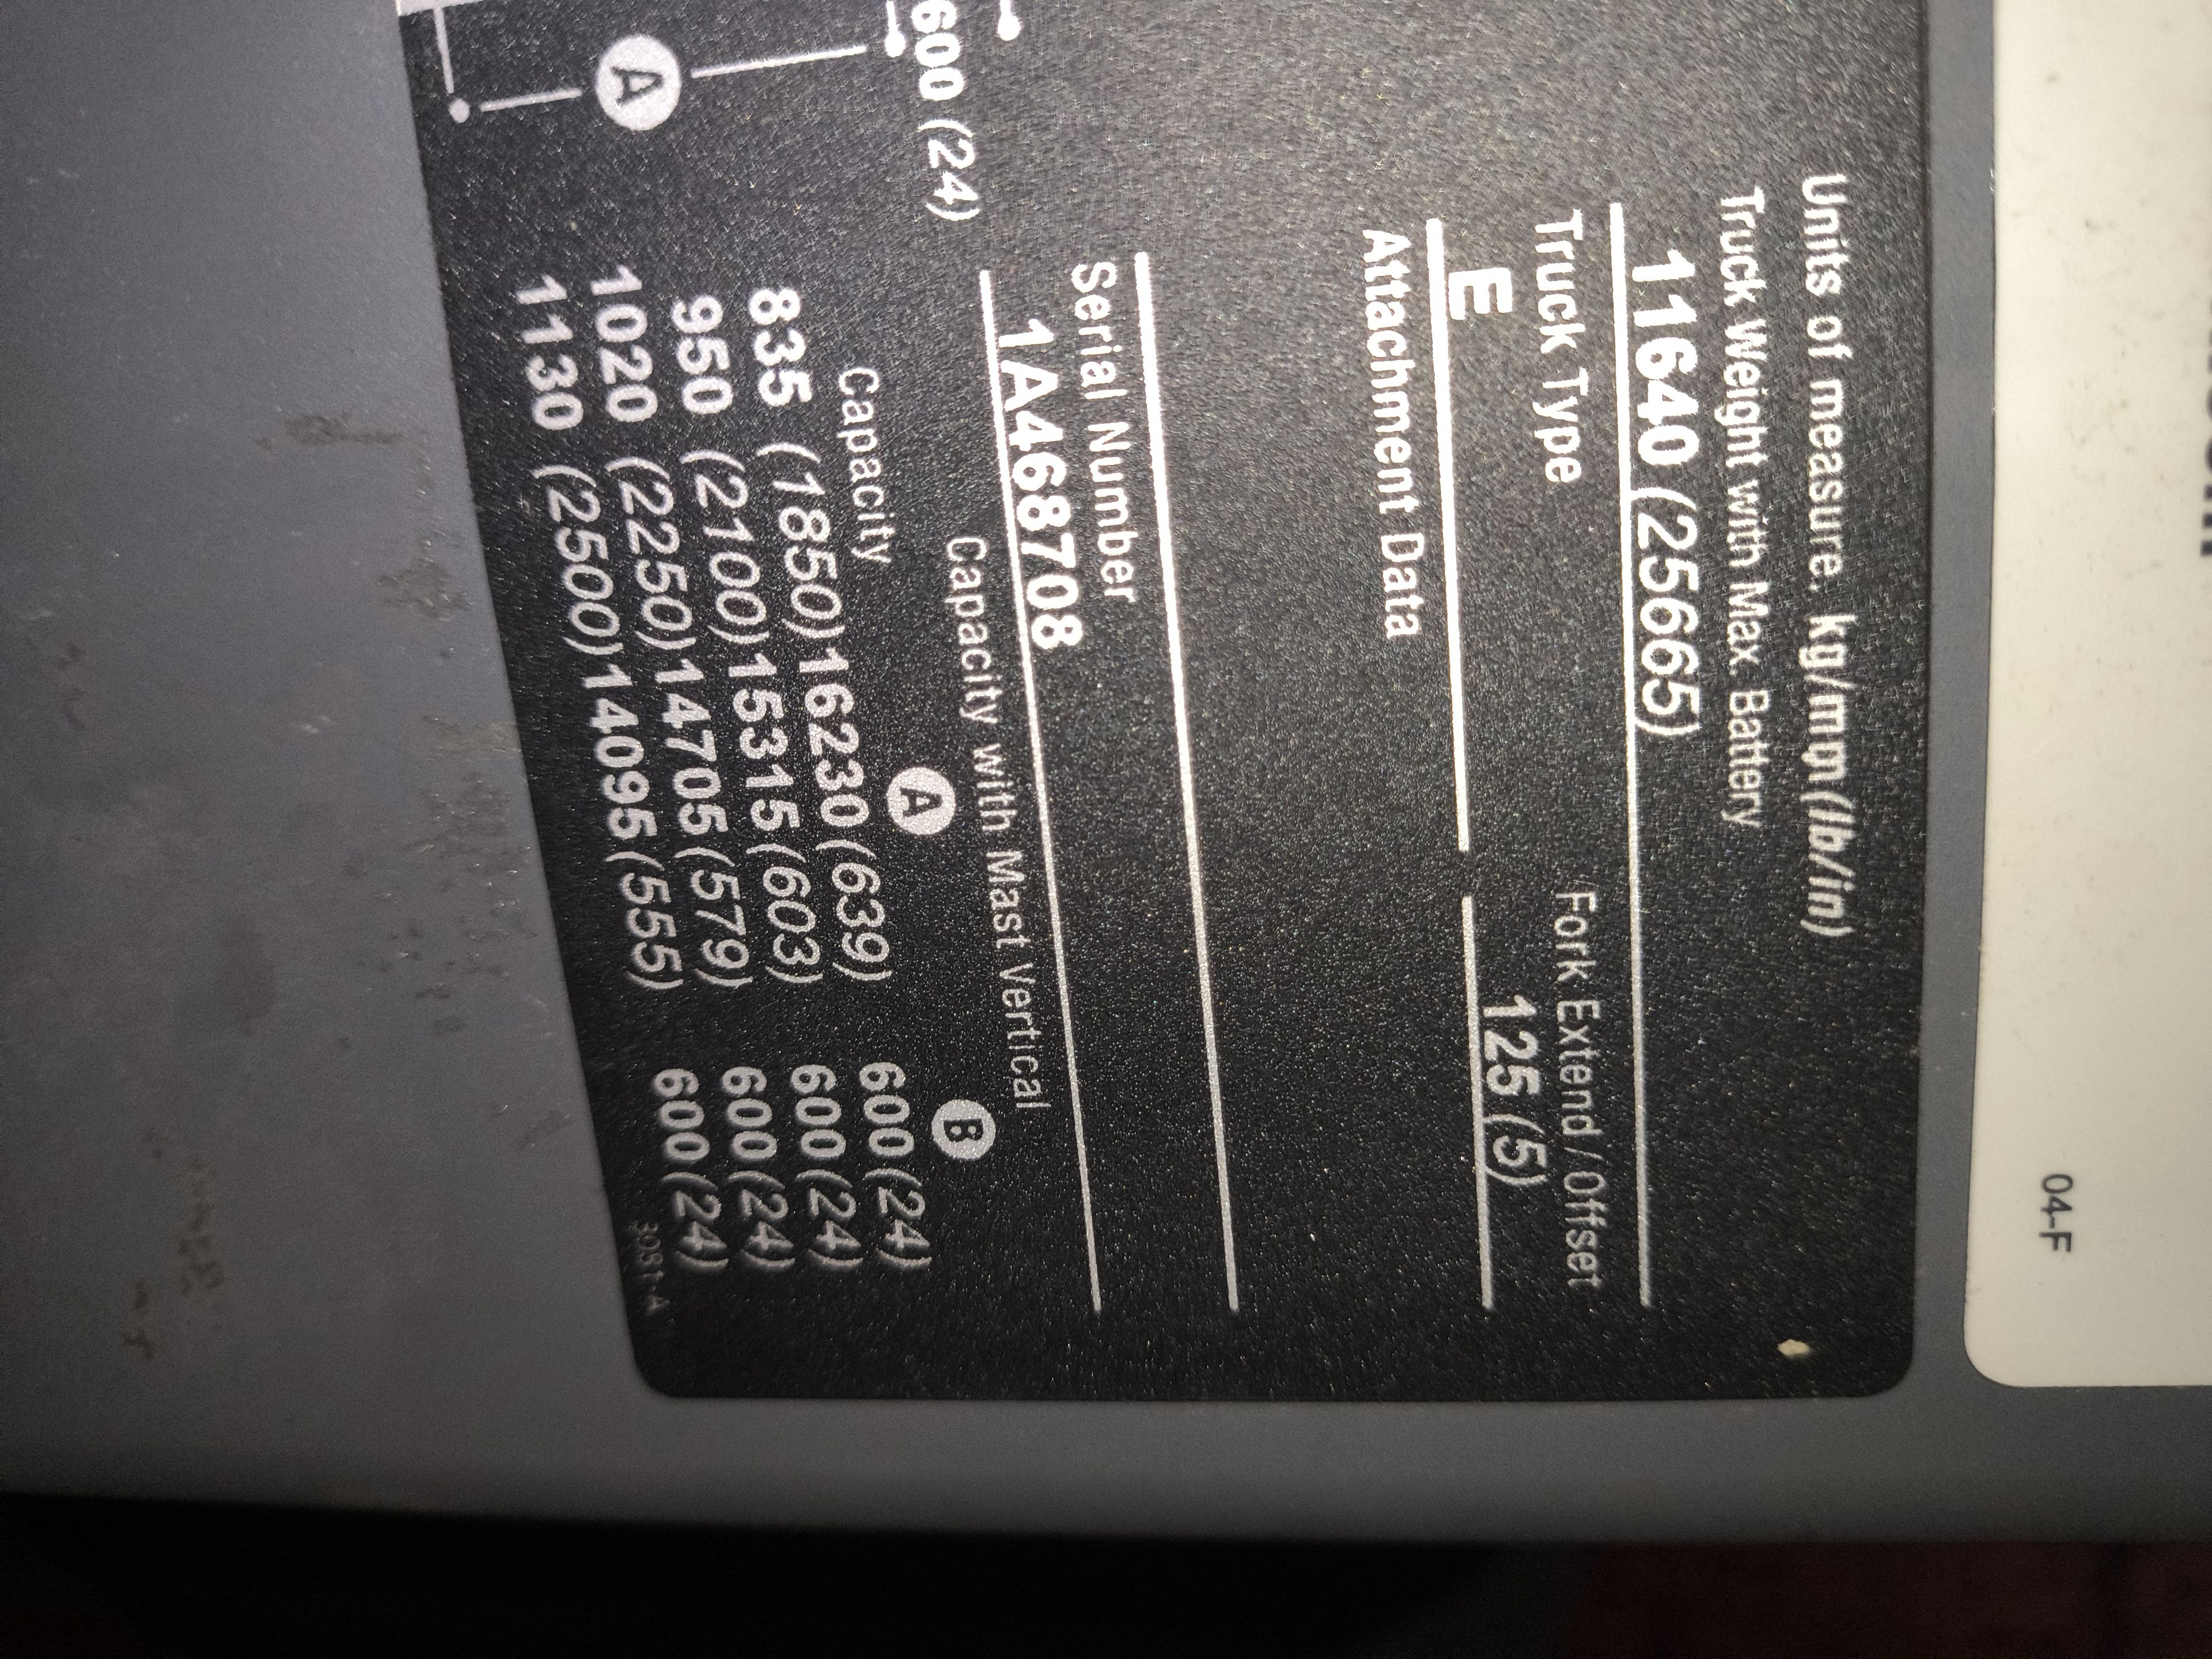 Units of measure. kg/mm (lb/in)
Truck Weight with Max. Battery
11640 (25665)
Truck Type
Fork Extend / Offset
E
125 (5)
Attachment Data
Serial Number
1A468708
600 (24)
Capacity with Mast Vertical
Capacity A B
835 (1850) 16230 (639) 600 (24)
950 (2100) 15315 (603) 600 (24)
1020 (2250) 14705 (579) 600 (24)
1130 (2500) 14095 (555) 600 (24)
A
04-F